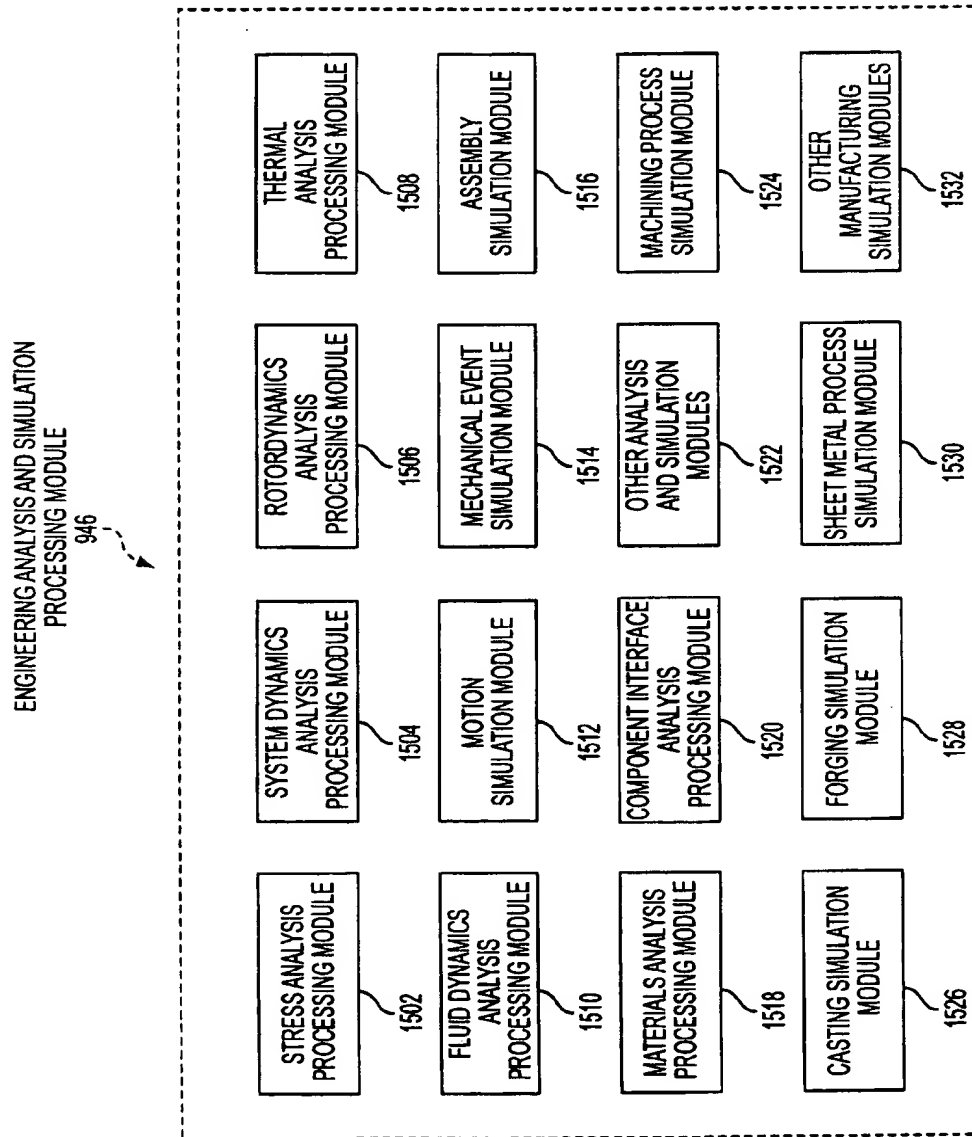 ENGINEERING ANALYSIS AND SIMULATION
PROCESSING MODULE
946
STRESS ANALYSIS
PROCESSING MODULE
1502
SYSTEM DYNAMICS
ANALYSIS
PROCESSING MODULE
1504
ROTORDYNAMICS
ANALYSIS
PROCESSING MODULE
1506
THERMAL
ANALYSIS
PROCESSING MODULE
1508
FLUID DYNAMICS
ANALYSIS
PROCESSING MODULE
1510
MOTION
SIMULATION MODULE
1512
MECHANICAL EVENT
SIMULATION MODULE
1514
ASSEMBLY
SIMULATION MODULE
1516
MATERIALS ANALYSIS
PROCESSING MODULE
1518
COMPONENT INTERFACE
ANALYSIS
PROCESSING MODULE
1520
OTHER ANALYSIS
AND SIMULATION
MODULES
1522
MACHINING PROCESS
SIMULATION MODULE
1524
CASTING SIMULATION
MODULE
1526
FORGING SIMULATION
MODULE
1528
SHEET METAL PROCESS
SIMULATION MODULE
1530
OTHER
MANUFACTURING
SIMULATION MODULES
1532